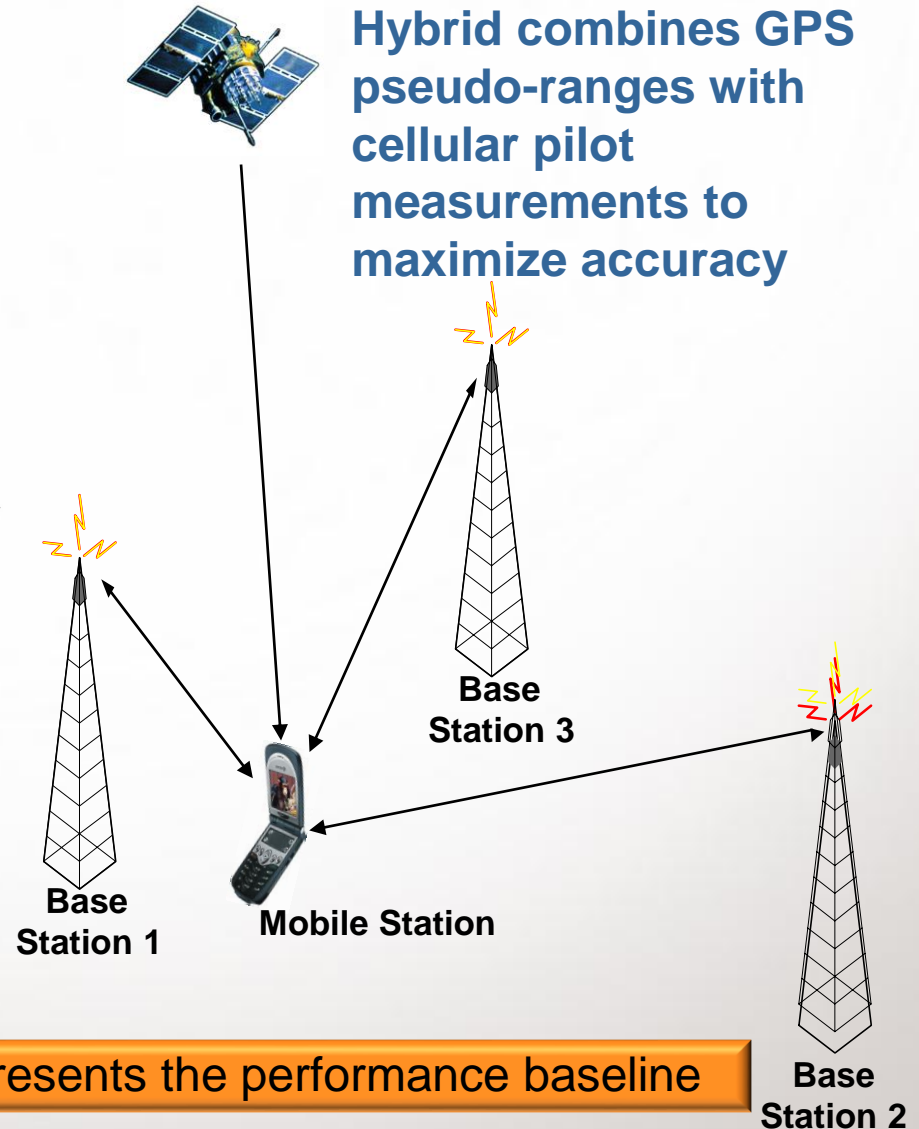 Hybrid combines GPS
pseudo-ranges with
cellular pilot
measurements to
maximize accuracy
Base
Station 3
Base
Station 1
Mobile Station
resents the performance baseline
Base
Station 2